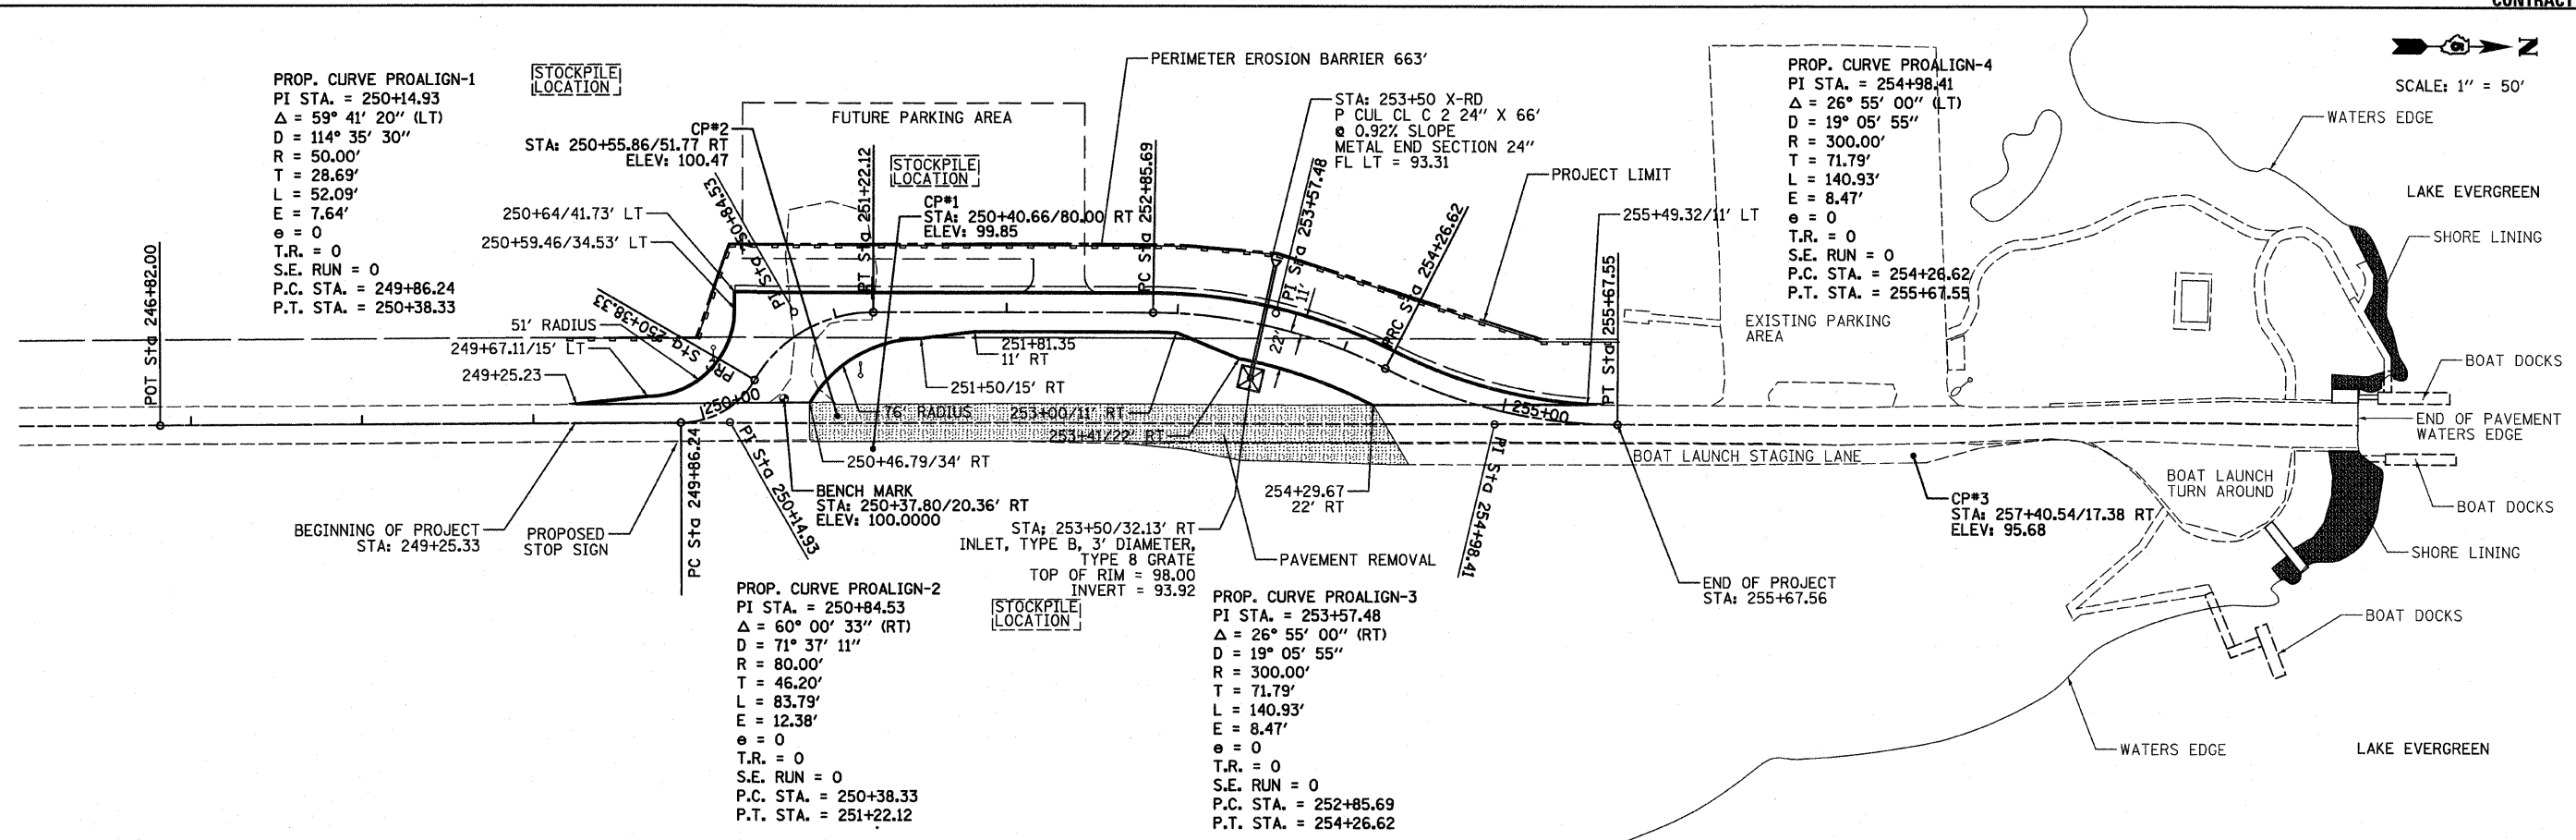 CONTRACT
PROP. CURVE PROALIGN-1
PI STA. = 250+14.93
Δ = 59° 41' 20" (LT)
D = 114° 35' 30"
R = 50.00'
T = 28.69'
L = 52.09'
E = 7.64'
e = 0
T.R. = 0
S.E. RUN = 0
P.C. STA. = 249+86.24
P.T. STA. = 250+38.33
STOCKPILE
LOCATION
FUTURE PARKING AREA
CP#2
STA: 250+55.86/51.77 RT
ELEV: 100.47
STOCKPILE
LOCATION
CP#1
STA: 250+40.66/80.00 RT
ELEV: 99.85
PERIMETER EROSION BARRIER 663'
STA: 253+50 X-RD
P CUL CL C 2 24" X 66'
@ 0.92% SLOPE
METAL END SECTION 24"
FL LT = 93.31
PROJECT LIMIT
255+49.32/11' LT
PROP. CURVE PROALIGN-4
PI STA. = 254+98.41
Δ = 26° 55' 00" (LT)
D = 19° 05' 55"
R = 300.00'
T = 71.79'
L = 140.93'
E = 8.47'
e = 0
T.R. = 0
S.E. RUN = 0
P.C. STA. = 254+26.62
P.T. STA. = 255+67.55
N
SCALE: 1" = 50'
WATERS EDGE
LAKE EVERGREEN
SHORE LINING
250+64/41.73' LT
250+59.46/34.53' LT
51' RADIUS
249+67.11/15' LT
249+25.23
POT Sta 246+82.00
PRC Sta 250+38.33
PI Sta 250+84.53
PT Sta 251+22.12
PC Sta 252+85.69
PI Sta 253+57.48
PRC Sta 254+26.62
PT Sta 255+67.55
11'
22'
EXISTING PARKING
AREA
251+81.35
11' RT
251+50/15' RT
250+00
76' RADIUS
253+00/11' RT
253+41/22' RT
255+00
BOAT DOCKS
END OF PAVEMENT
WATERS EDGE
250+46.79/34' RT
BOAT LAUNCH STAGING LANE
BOAT LAUNCH
TURN AROUND
BOAT DOCKS
SHORE LINING
BEGINNING OF PROJECT
STA: 249+25.33
PROPOSED
STOP SIGN
PC Sta 249+86.24
PI Sta 250+14.93
BENCH MARK
STA: 250+37.80/20.36' RT
ELEV: 100.0000
STA; 253+50/32.13' RT
INLET, TYPE B, 3' DIAMETER,
TYPE 8 GRATE
TOP OF RIM = 98.00
INVERT = 93.92
254+29.67
22' RT
PAVEMENT REMOVAL
PI Sta 254+98.41
CP#3
STA: 257+40.54/17.38 RT
ELEV: 95.68
END OF PROJECT
STA: 255+67.56
BOAT DOCKS
STOCKPILE
LOCATION
PROP. CURVE PROALIGN-2
PI STA. = 250+84.53
Δ = 60° 00' 33" (RT)
D = 71° 37' 11"
R = 80.00'
T = 46.20'
L = 83.79'
E = 12.38'
e = 0
T.R. = 0
S.E. RUN = 0
P.C. STA. = 250+38.33
P.T. STA. = 251+22.12
PROP. CURVE PROALIGN-3
PI STA. = 253+57.48
Δ = 26° 55' 00" (RT)
D = 19° 05' 55"
R = 300.00'
T = 71.79'
L = 140.93'
E = 8.47'
e = 0
T.R. = 0
S.E. RUN = 0
P.C. STA. = 252+85.69
P.T. STA. = 254+26.62
WATERS EDGE
LAKE EVERGREEN